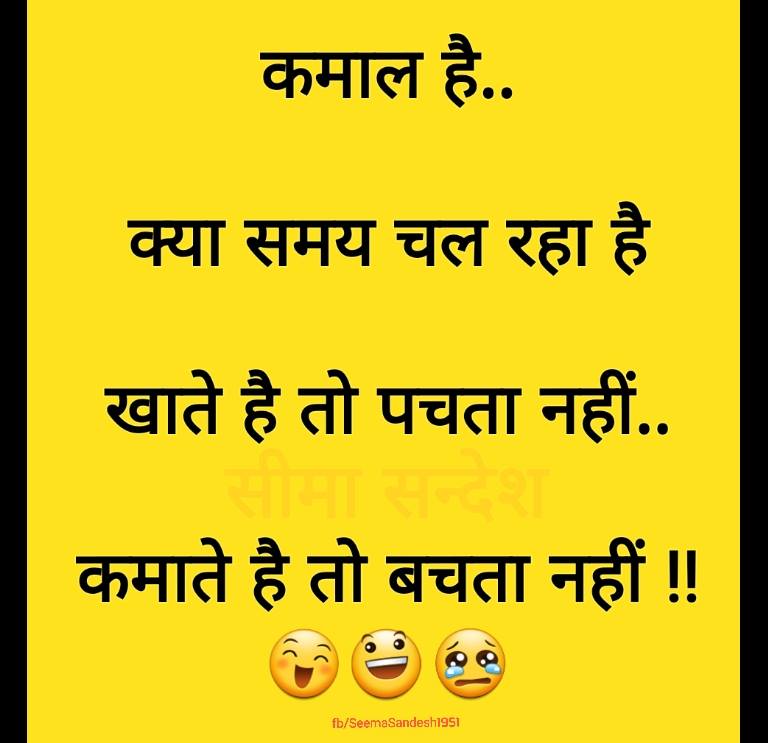 कमाल है..
क्या समय चल रहा है
खाते है तो पचता नहीं..
सीमा सन्देश
कमाते है तो बचता नहीं !!
fb/SeemaSandesh1951